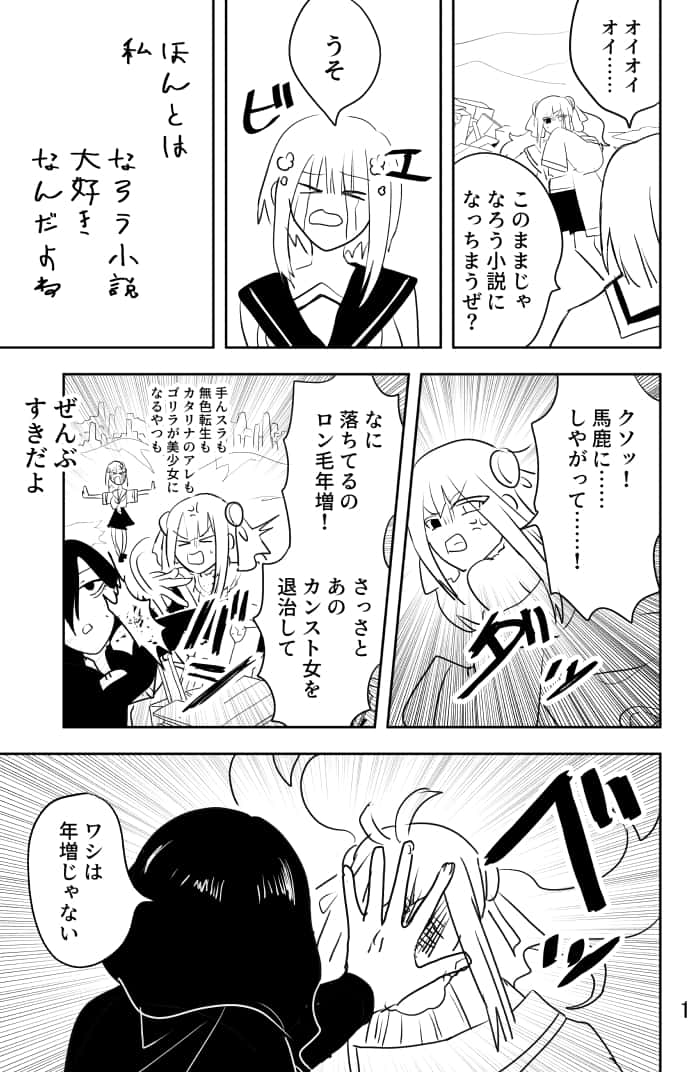 オイオイ
オイ……
このままじゃ
なろう小説に
なっちまうぜ？
うそ
ビ
エ
ほんとは
私
なろう小説
大好き
なんだよね
クソッ！
馬鹿に……
しやがって……！
ダッ
なに
落ちてるの
ロン毛年増！
さっさと
あの
カンスト女を
退治して
手んスラも
無色転生も
カタリナのアレも
ゴリラが美少女に
なるやつも
ぜんぶ
すきだよ
ワシは
年増じゃない
1